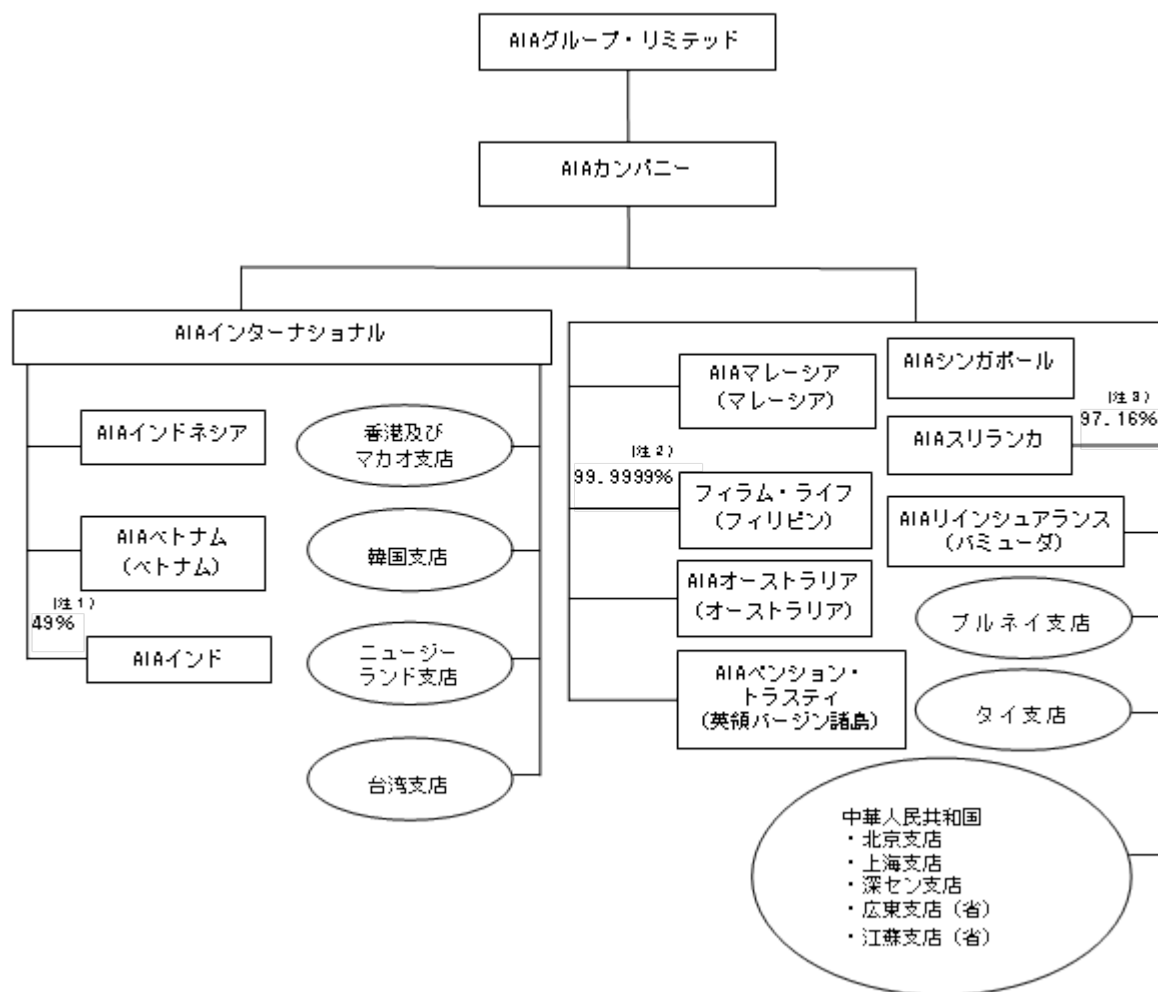 AIAグループ・リミテッド
AIAカンパニー
AIAインターナショナル
AIAインドネシア
AIAベトナム
(ベトナム)
(注1)
49%
AIAインド
香港及び
マカオ支店
韓国支店
ニュージー
ランド支店
台湾支店
AIAマレーシア
(マレーシア)
(注2)
99.9999%
フィラム・ライフ
(フィリピン)
AIAオーストラリア
(オーストラリア)
AIAペンション・
トラスティ
(英領バージン諸島)
AIAシンガポール
(注3)
97.16%
AIAスリランカ
AIAリインシュアランス
(バミューダ)
ブルネイ支店
タイ支店
中華人民共和国
・北京支店
・上海支店
・深セン支店
・広東支店(省)
・江蘇支店(省)